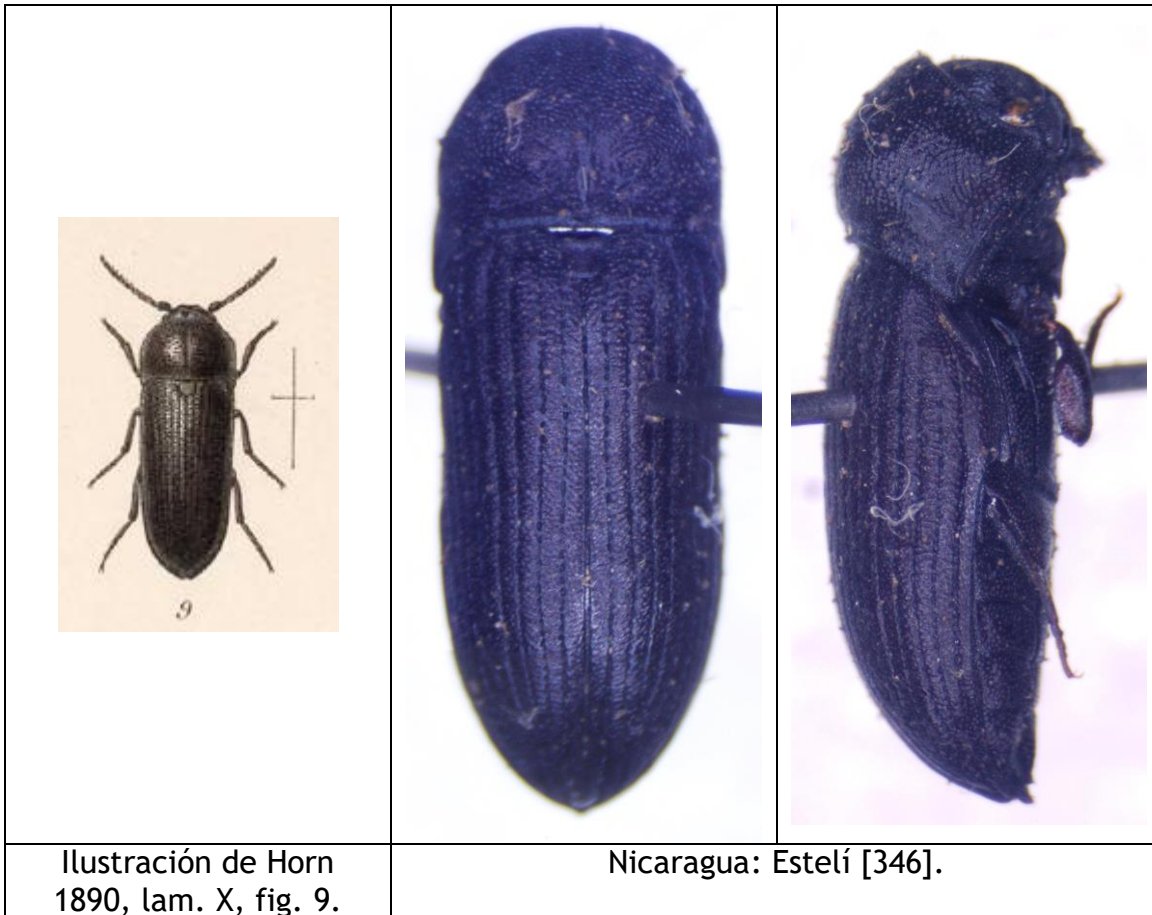 9
Ilustración de Horn
1890, lam. X, fig. 9.
Nicaragua: Estelí [346].